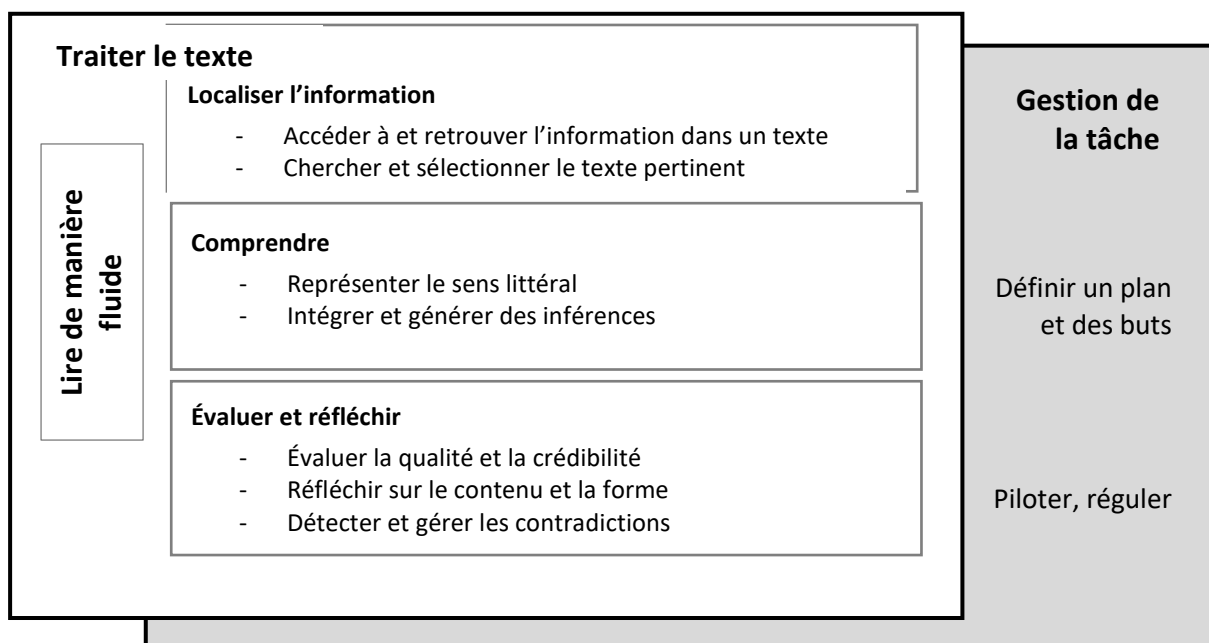 Traiter le texte
Localiser l’information
- Accéder à et retrouver l’information dans un texte
- Chercher et sélectionner le texte pertinent
Lire de manière
fluide
Comprendre
- Représenter le sens littéral
- Intégrer et générer des inférences
Évaluer et réfléchir
- Évaluer la qualité et la crédibilité
- Réfléchir sur le contenu et la forme
- Détecter et gérer les contradictions
Gestion de
la tâche
Définir un plan
et des buts
Piloter, réguler